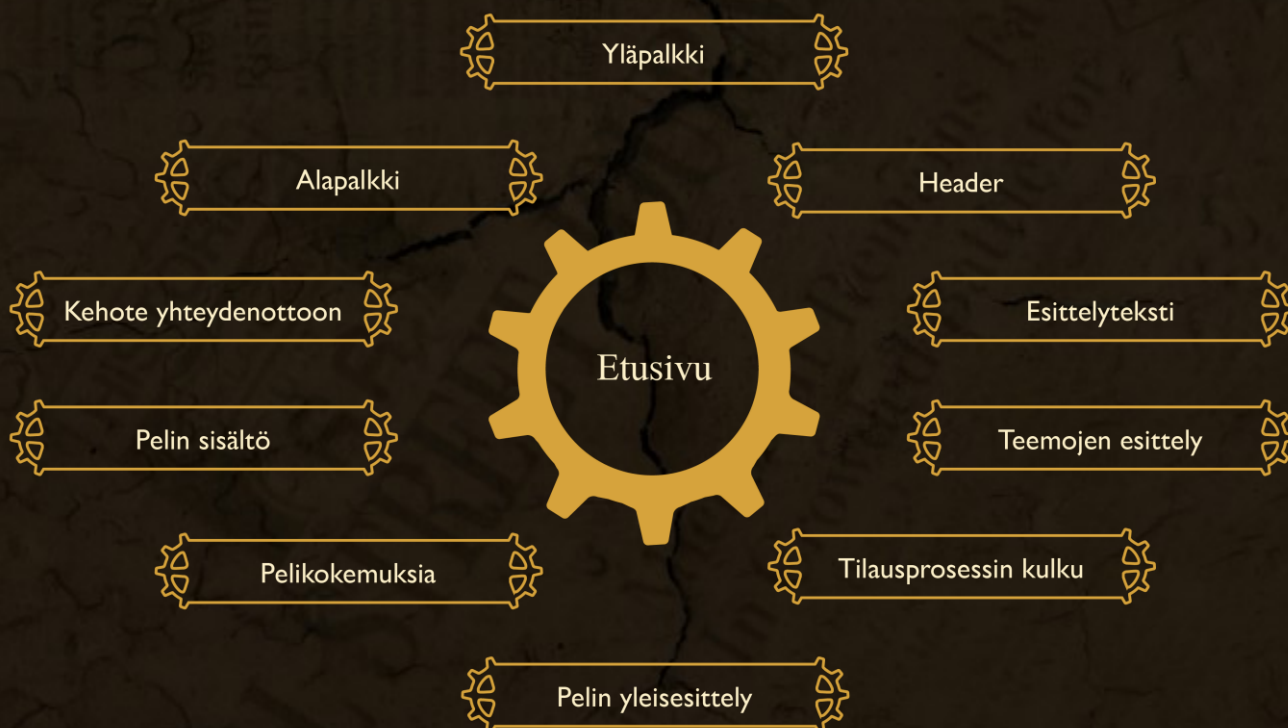 Yläpalkki
Alapalkki
Header
Kehote yhteydenottoon
Etusivu
Esittelyteksti
Pelin sisältö
Teemojen esittely
Pelikokemuksia
Tilausprosessin kulku
Pelin yleisesittely